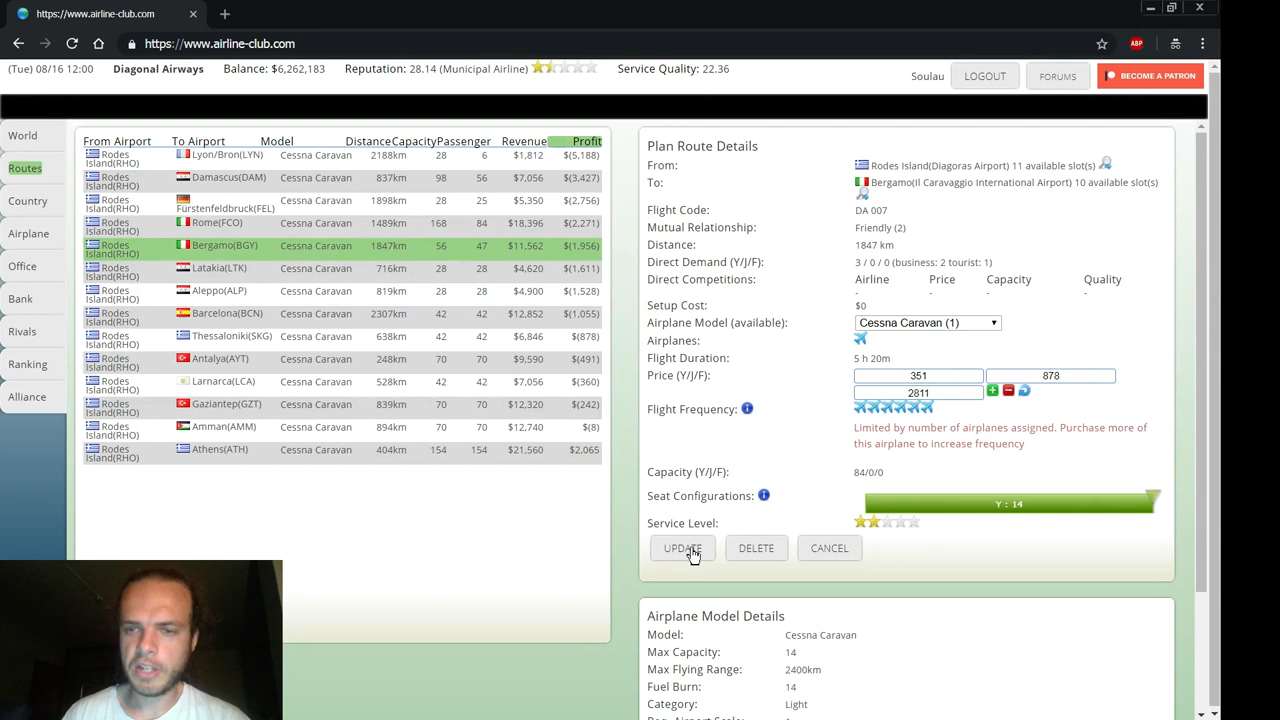 https://www.airline-club.com
https://www.airline-club.com
ABP
(Tue) 08/16 12:00 Diagonal Airways Balance: $6,262,183 Reputation: 28.14 (Municipal Airline) Service Quality: 22.36
Soulau LOGOUT FORUMS BECOME A PATRON
World
Routes
Country
Airplane
Office
Bank
Rivals
Ranking
Alliance
From Airport To Airport Model Distance Capacity Passenger Revenue Profit
Rodes Island(RHO) Lyon/Bron(LYN) Cessna Caravan 2188km 28 6 $1,812 $(5,188)
Rodes Island(RHO) Damascus(DAM) Cessna Caravan 837km 98 56 $7,056 $(3,427)
Rodes Island(RHO) Fürstenfeldbruck(FEL) Cessna Caravan 1898km 28 25 $5,350 $(2,756)
Rodes Island(RHO) Rome(FCO) Cessna Caravan 1489km 168 84 $18,396 $(2,271)
Rodes Island(RHO) Bergamo(BGY) Cessna Caravan 1847km 56 47 $11,562 $(1,956)
Rodes Island(RHO) Latakia(LTK) Cessna Caravan 716km 28 28 $4,620 $(1,611)
Rodes Island(RHO) Aleppo(ALP) Cessna Caravan 819km 28 28 $4,900 $(1,528)
Rodes Island(RHO) Barcelona(BCN) Cessna Caravan 2307km 42 42 $12,852 $(1,055)
Rodes Island(RHO) Thessaloniki(SKG) Cessna Caravan 638km 42 42 $6,846 $(878)
Rodes Island(RHO) Antalya(AYT) Cessna Caravan 248km 70 70 $9,590 $(491)
Rodes Island(RHO) Larnarca(LCA) Cessna Caravan 528km 42 42 $7,056 $(360)
Rodes Island(RHO) Gaziantep(GZT) Cessna Caravan 839km 70 70 $12,320 $(242)
Rodes Island(RHO) Amman(AMM) Cessna Caravan 894km 70 70 $12,740 $(8)
Rodes Island(RHO) Athens(ATH) Cessna Caravan 404km 154 154 $21,560 $2,065
Plan Route Details
From: Rodes Island(Diagoras Airport) 11 available slot(s)
To: Bergamo(Il Caravaggio International Airport) 10 available slot(s)
Flight Code: DA 007
Mutual Relationship: Friendly (2)
Distance: 1847 km
Direct Demand (Y/J/F): 3 / 0 / 0 (business: 2 tourist: 1)
Direct Competitions: Airline Price Capacity Quality
- - - -
Setup Cost: $0
Airplane Model (available): Cessna Caravan (1)
Airplanes:
Flight Duration: 5 h 20m
Price (Y/J/F): 351 878
2811
Flight Frequency:
Limited by number of airplanes assigned. Purchase more of
this airplane to increase frequency
Capacity (Y/J/F): 84/0/0
Seat Configurations: Y : 14
Service Level:
UPDATE DELETE CANCEL
Airplane Model Details
Model: Cessna Caravan
Max Capacity: 14
Max Flying Range: 2400km
Fuel Burn: 14
Category: Light